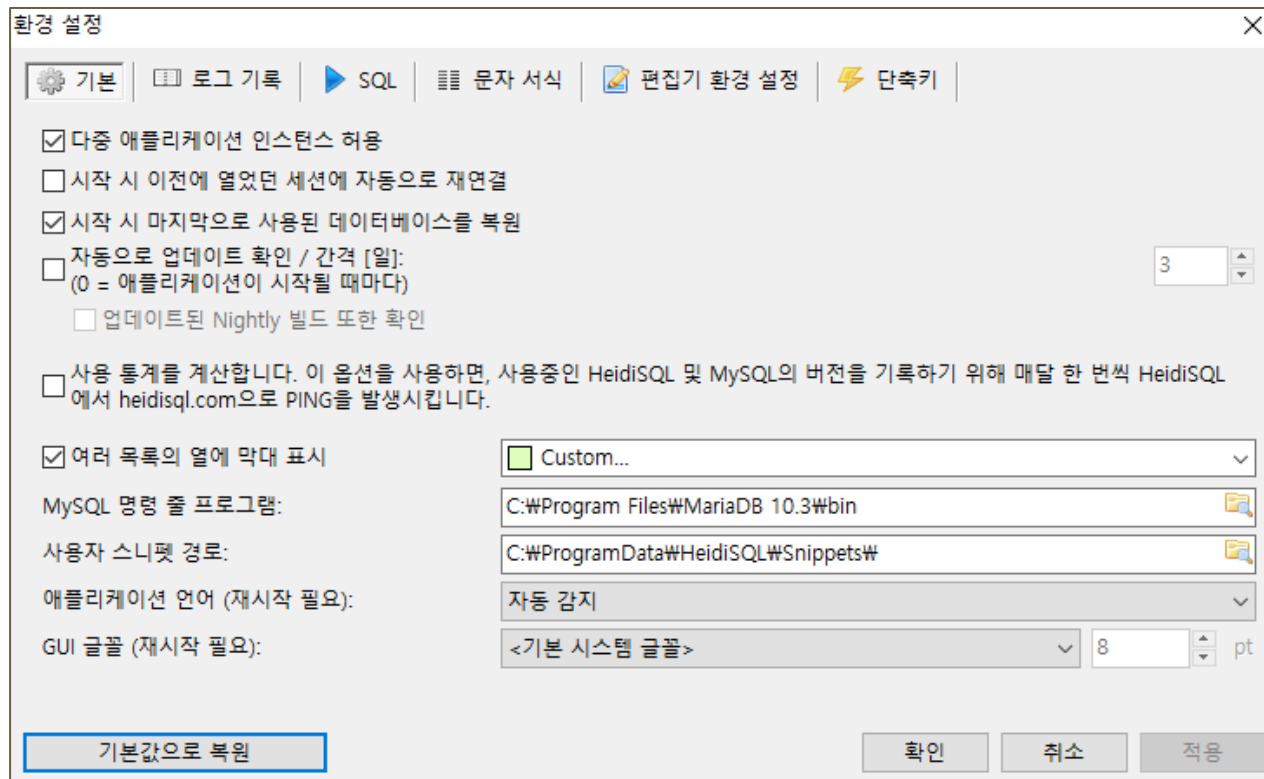 환경 설정
기본 로그 기록 SQL 문자 서식 편집기 환경 설정 단축키
다중 애플리케이션 인스턴스 허용
시작 시 이전에 열었던 세션에 자동으로 재연결
시작 시 마지막으로 사용된 데이터베이스를 복원
자동으로 업데이트 확인 / 간격 [일]: 3
(0 = 애플리케이션이 시작될 때마다)
업데이트된 Nightly 빌드 또한 확인
사용 통계를 계산합니다. 이 옵션을 사용하면, 사용중인 HeidiSQL 및 MySQL의 버전을 기록하기 위해 매달 한 번씩 HeidiSQL
에서 heidisql.com으로 PING을 발생시킵니다.
여러 목록의 열에 막대 표시 Custom...
MySQL 명령 줄 프로그램: C:₩Program Files₩MariaDB 10.3₩bin
사용자 스니펫 경로: C:₩ProgramData₩HeidiSQL₩Snippets₩
애플리케이션 언어 (재시작 필요): 자동 감지
GUI 글꼴 (재시작 필요): <기본 시스템 글꼴> 8 pt
기본값으로 복원 확인 취소 적용